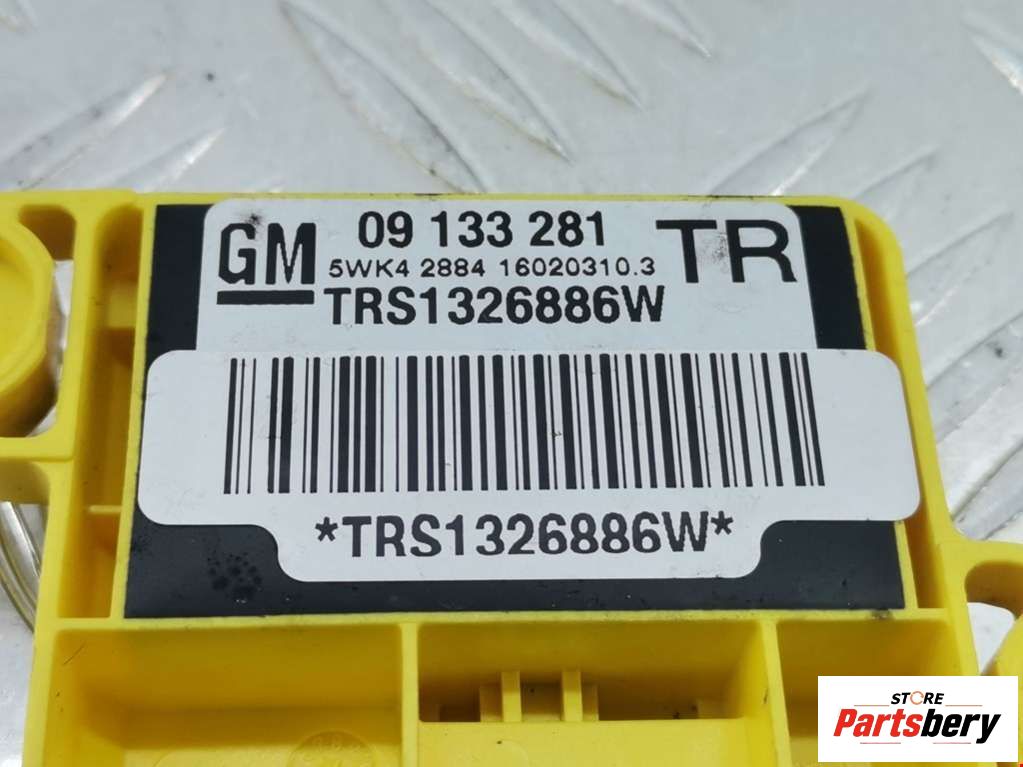 GM 09 133 281 TR
5WK4 2884 16020310.3
TRS1326886W
*TRS1326886W*
STORE
Partsbery